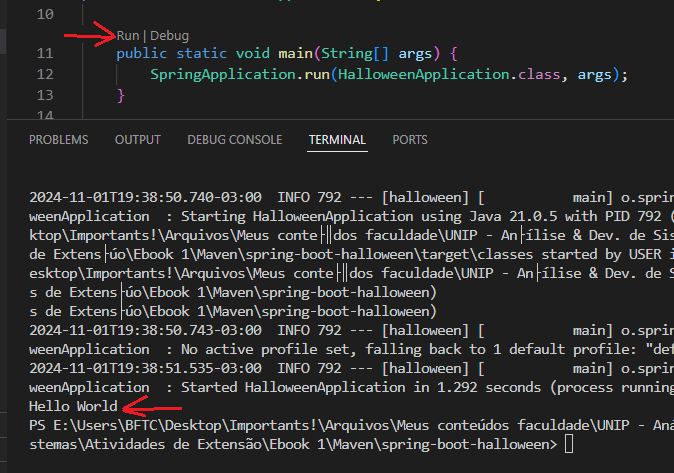 10
Run | Debug
11 public static void main(String[] args) {
12 SpringApplication.run(HalloweenApplication.class, args);
13 }
14
PROBLEMS OUTPUT DEBUG CONSOLE TERMINAL PORTS
2024-11-01T19:38:50.740-03:00  INFO 792 --- [halloween] [           main] o.sprin
weenApplication  : Starting HalloweenApplication using Java 21.0.5 with PID 792 (
ktop\Importants!\Arquivos\Meus conte├║dos faculdade\UNIP - An├ílise & Dev. de Sis
de Extens├úo\Ebook 1\Maven\spring-boot-halloween\target\classes started by USER i
esktop\Importants!\Arquivos\Meus conte├║dos faculdade\UNIP - An├ílise & Dev. de S
s de Extens├úo\Ebook 1\Maven\spring-boot-halloween)
s de Extens├úo\Ebook 1\Maven\spring-boot-halloween)
2024-11-01T19:38:50.743-03:00  INFO 792 --- [halloween] [           main] o.sprin
weenApplication  : No active profile set, falling back to 1 default profile: "def
2024-11-01T19:38:51.535-03:00  INFO 792 --- [halloween] [           main] o.sprin
weenApplication  : Started HalloweenApplication in 1.292 seconds (process running
Hello World
PS E:\Users\BFTC\Desktop\Importants!\Arquivos\Meus conteúdos faculdade\UNIP - Aná
stemas\Atividades de Extensão\Ebook 1\Maven\spring-boot-halloween>